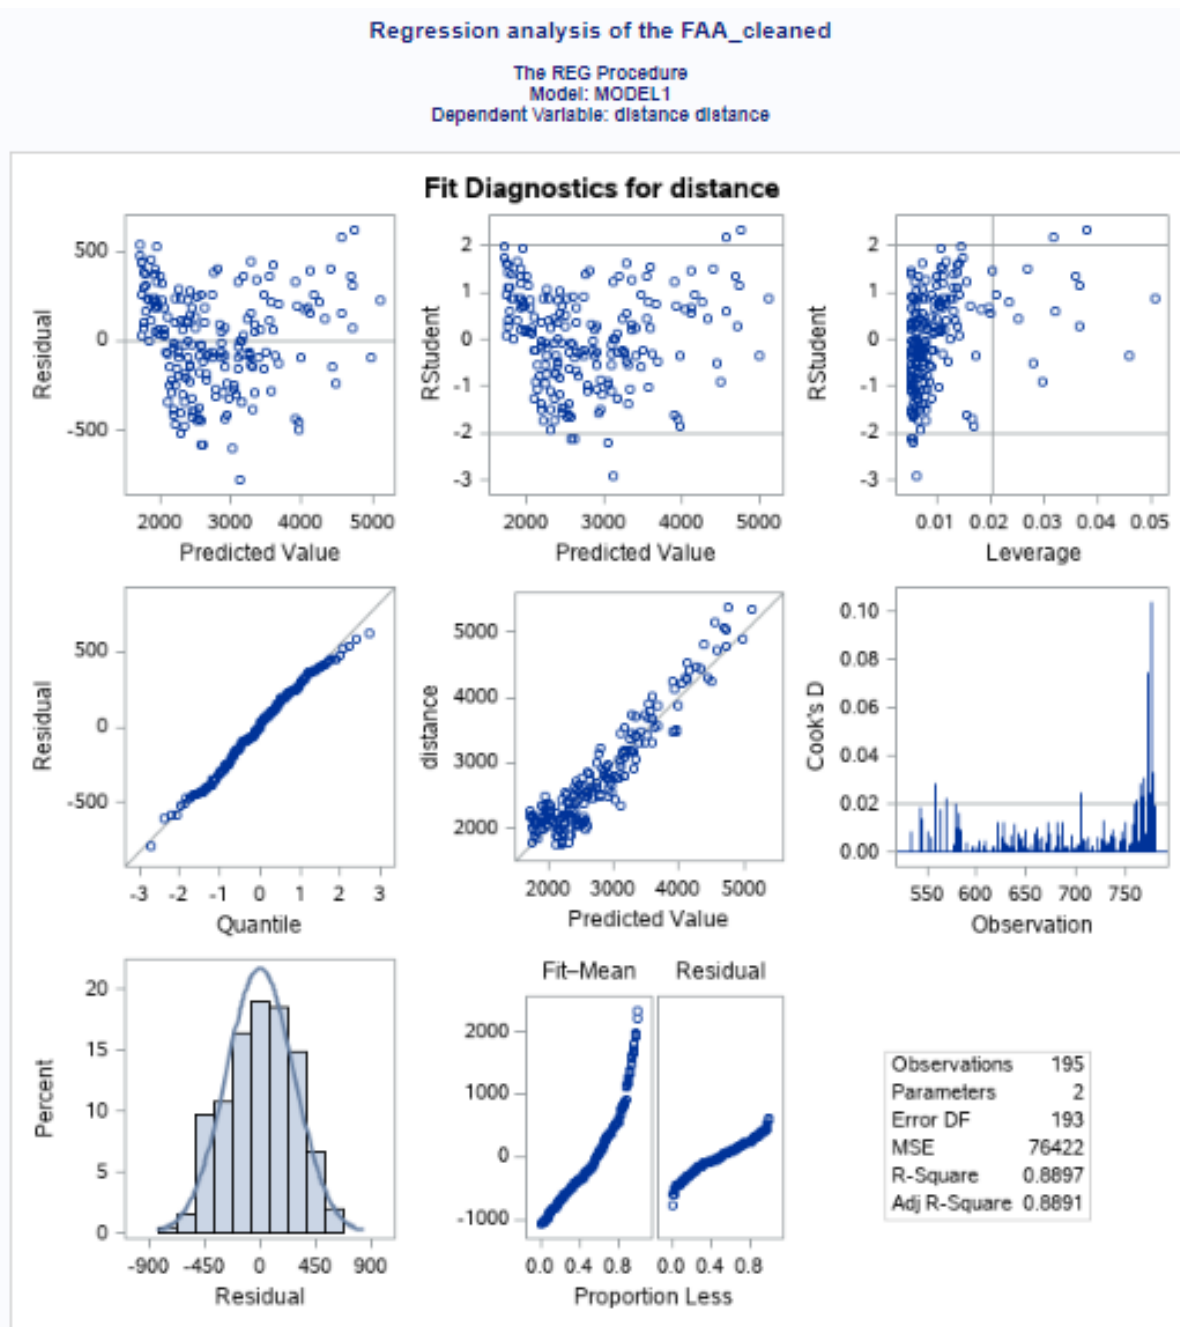 Regression analysis of the FAA_cleaned
The REG Procedure
Model: MODEL1
Dependent Variable: distance distance
Fit Diagnostics for distance
Residual
500
0
-500
2000 3000 4000 5000
Predicted Value
RStudent
2
1
0
-1
-2
-3
2000 3000 4000 5000
Predicted Value
RStudent
2
1
0
-1
-2
-3
0.01 0.02 0.03 0.04 0.05
Leverage
Residual
500
0
-500
-3 -2 -1 0 1 2 3
Quantile
distance
5000
4000
3000
2000
2000 3000 4000 5000
Predicted Value
Cook's D
0.10
0.08
0.06
0.04
0.02
0.00
550 600 650 700 750
Observation
Percent
20
15
10
5
0
-900 -450 0 450 900
Residual
Fit–Mean Residual
2000
1000
0
-1000
0.0 0.4 0.8 0.0 0.4 0.8
Proportion Less
Observations 195
Parameters 2
Error DF 193
MSE 76422
R-Square 0.8897
Adj R-Square 0.8891